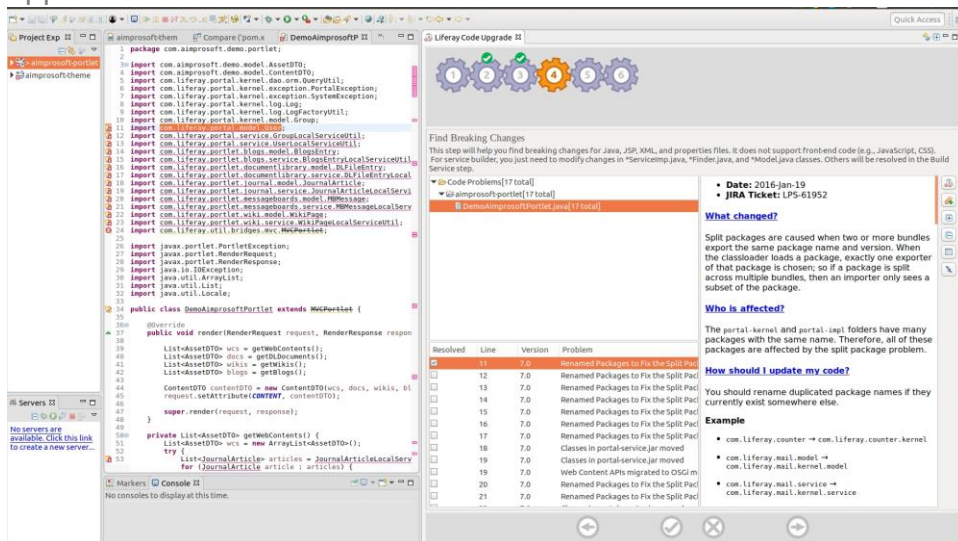 Quick Access
Project Exp
> aimprosoft-portlet
aimprosoft-theme
Servers
No servers are
available. Click this link
to create a new server...
aimprosoft-them
Compare ('pom.x
DemoAimprosoftP
1 package com.aimprosoft.demo.portlet;
2
3 import com.aimprosoft.demo.model.AssetDTO;
4 import com.aimprosoft.demo.model.ContentDTO;
5 import com.liferay.portal.kernel.dao.orm.QueryUtil;
6 import com.liferay.portal.kernel.exception.PortalException;
7 import com.liferay.portal.kernel.exception.SystemException;
8 import com.liferay.portal.kernel.log.Log;
9 import com.liferay.portal.kernel.log.LogFactoryUtil;
10 import com.liferay.portal.kernel.model.Group;
11 import com.liferay.portal.model.User;
12 import com.liferay.portal.service.GroupLocalServiceUtil;
13 import com.liferay.portal.service.UserLocalServiceUtil;
14 import com.liferay.portlet.blogs.model.BlogsEntry;
15 import com.liferay.portlet.blogs.service.BlogsEntryLocalServiceUtil
16 import com.liferay.portlet.documentlibrary.model.DLFileEntry;
17 import com.liferay.portlet.documentlibrary.service.DLFileEntryLocal
18 import com.liferay.portlet.journal.model.JournalArticle;
19 import com.liferay.portlet.journal.service.JournalArticleLocalServi
20 import com.liferay.portlet.messageboards.model.MBMessage;
21 import com.liferay.portlet.messageboards.service.MBMessageLocalServ
22 import com.liferay.portlet.wiki.model.WikiPage;
23 import com.liferay.portlet.wiki.service.WikiPageLocalServiceUtil;
24 import com.liferay.util.bridges.mvc.MVCPortlet;
25
26 import javax.portlet.PortletException;
27 import javax.portlet.RenderRequest;
28 import javax.portlet.RenderResponse;
29 import java.io.IOException;
30 import java.util.ArrayList;
31 import java.util.List;
32 import java.util.Locale;
33
34 public class DemoAimprosoftPortlet extends MVCPortlet {
35
36 @Override
37 public void render(RenderRequest request, RenderResponse respon
38
39 List<AssetDTO> wcs = getWebContents();
40 List<AssetDTO> docs = getDLDocuments();
41 List<AssetDTO> wikis = getWikis();
42 List<AssetDTO> blogs = getBlogs();
43
44 ContentDTO contentDTO = new ContentDTO(wcs, docs, wikis, bl
45 request.setAttribute(CONTENT, contentDTO);
46
47 super.render(request, response);
48 }
49
50 private List<AssetDTO> getWebContents() {
51 List<AssetDTO> wcs = new ArrayList<AssetDTO>();
52 try {
53 List<JournalArticle> articles = JournalArticleLocalServ
for (JournalArticle article : articles) {
Markers
Console
No consoles to display at this time.
Liferay Code Upgrade
1 2 3 4 5 6
Find Breaking Changes
This step will help you find breaking changes for Java, JSP, XML, and properties files. It does not support front-end code (e.g., JavaScript, CSS).
For service builder, you just need to modify changes in *ServiceImp.java, *Finder.java, and *Model.java classes. Others will be resolved in the Build
Service step.
Code Problems[17 total]
aimprosoft-portlet[17 total]
DemoAimprosoftPortlet.java[17 total]
Resolved Line Version Problem
11 7.0 Renamed Packages to Fix the Split Pac
12 7.0 Renamed Packages to Fix the Split Pac
13 7.0 Renamed Packages to Fix the Split Pac
14 7.0 Renamed Packages to Fix the Split Pac
15 7.0 Renamed Packages to Fix the Split Pac
16 7.0 Renamed Packages to Fix the Split Pac
17 7.0 Renamed Packages to Fix the Split Pac
18 7.0 Classes in portal-service.jar moved
19 7.0 Classes in portal-service.jar moved
19 7.0 Web Content APIs migrated to OSGi m
20 7.0 Renamed Packages to Fix the Split Pac
21 7.0 Renamed Packages to Fix the Split Pac
• Date: 2016-Jan-19
• JIRA Ticket: LPS-61952
What changed?
Split packages are caused when two or more bundles
export the same package name and version. When
the classloader loads a package, exactly one exporter
of that package is chosen; so if a package is split
across multiple bundles, then an importer only sees a
subset of the package.
Who is affected?
The portal-kernel and portal-impl folders have many
packages with the same name. Therefore, all of these
packages are affected by the split package problem.
How should I update my code?
You should rename duplicated package names if they
currently exist somewhere else.
Example
• com.liferay.counter → com.liferay.counter.kernel
• com.liferay.mail.model →
com.liferay.mail.kernel.model
• com.liferay.mail.service →
com.liferay.mail.kernel.service